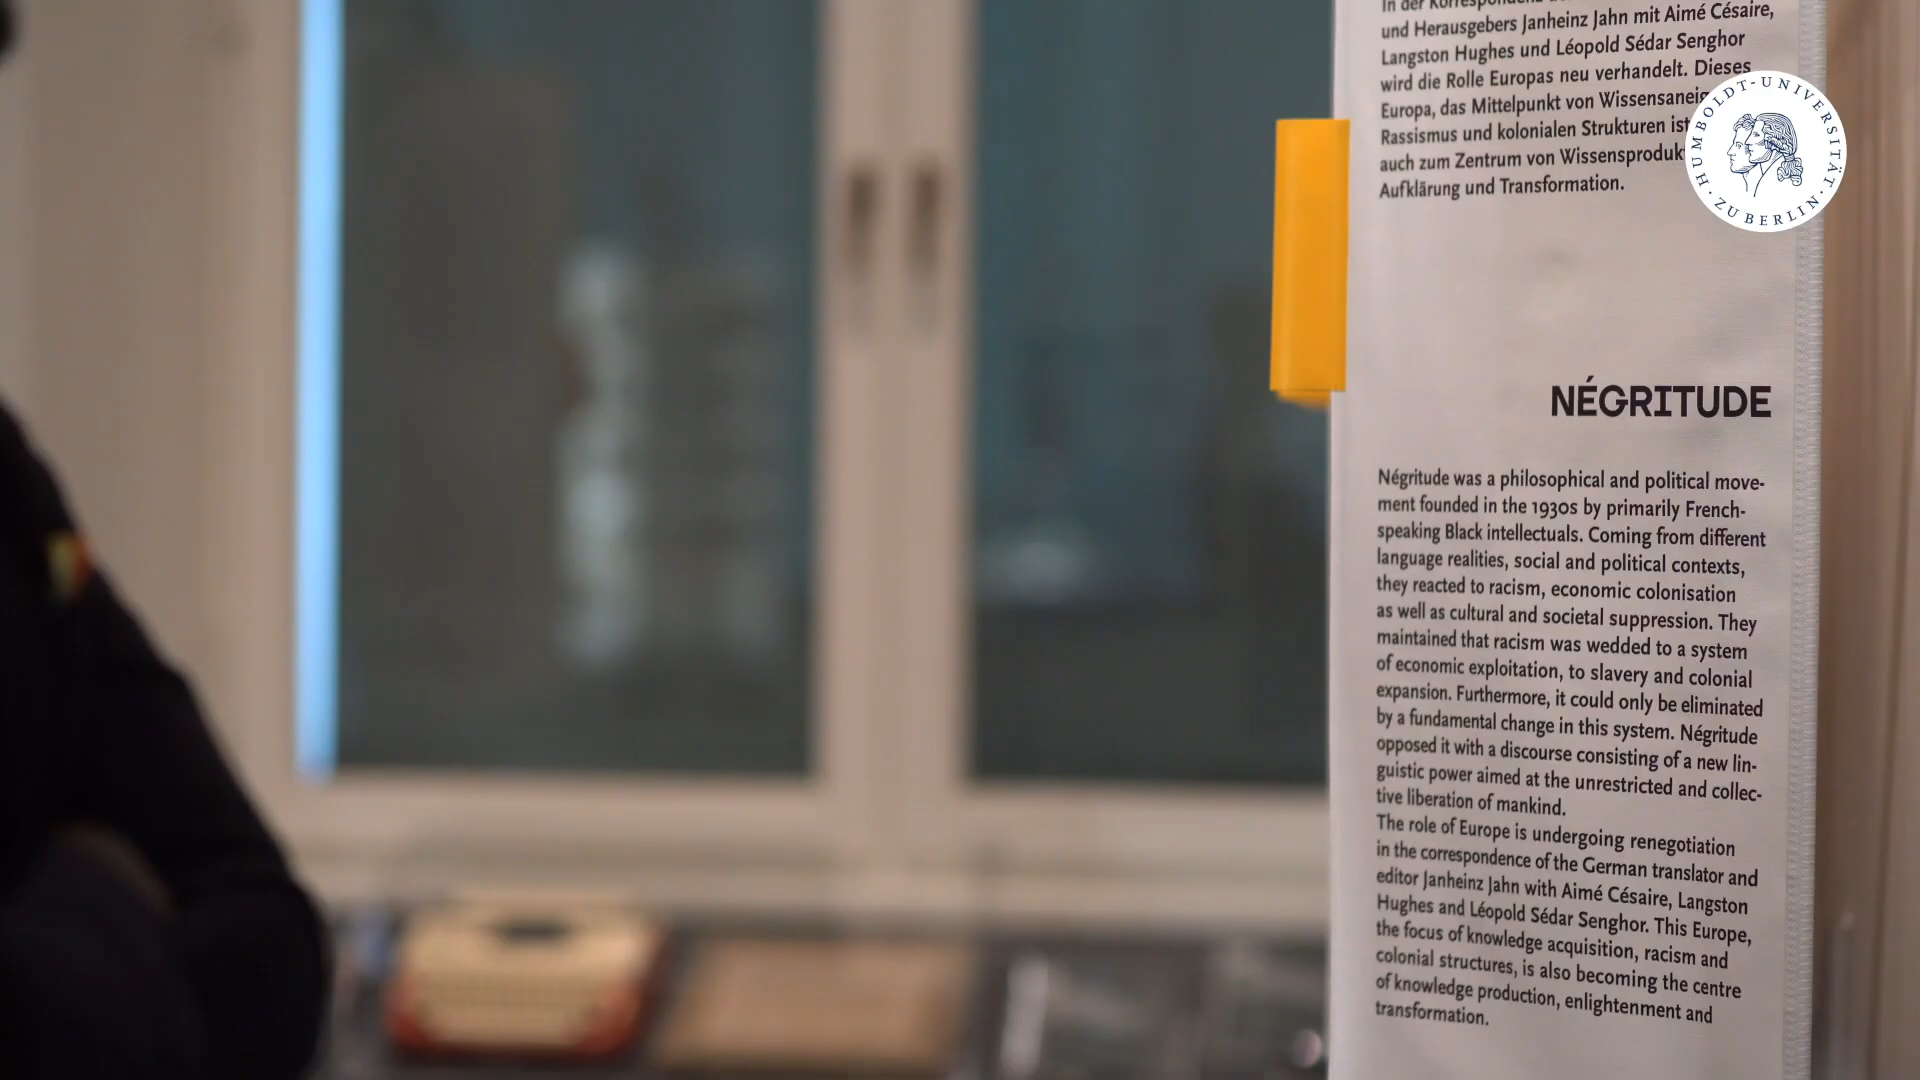 In der Korrespondenz
und Herausgebers Janheinz Jahn mit Aimé Césaire,
Langston Hughes und Léopold Sédar Senghor
wird die Rolle Europas neu verhandelt. Dieses
Europa, das Mittelpunkt von
Rassismus und kolonialen Strukturen ist
auch zum Zentrum von
Aufklärung und Transformation.
HUMBOLDT-UNIVERSITÄT · ZU BERLIN ·
NÉGRITUDE
Négritude was a philosophical and political move-
ment founded in the 1930s by primarily French-
speaking Black intellectuals. Coming from different
language realities, social and political contexts,
they reacted to racism, economic colonisation
as well as cultural and societal suppression. They
maintained that racism was wedded to a system
of economic exploitation, to slavery and colonial
expansion. Furthermore, it could only be eliminated
by a fundamental change in this system. Négritude
opposed it with a discourse consisting of a new lin-
guistic power aimed at the unrestricted and collec-
tive liberation of mankind.
The role of Europe is undergoing renegotiation
in the correspondence of the German translator and
editor Janheinz Jahn with Aimé Césaire, Langston
Hughes and Léopold Sédar Senghor. This Europe,
the focus of knowledge acquisition, racism and
colonial structures, is also becoming the centre
of knowledge production, enlightenment and
transformation.